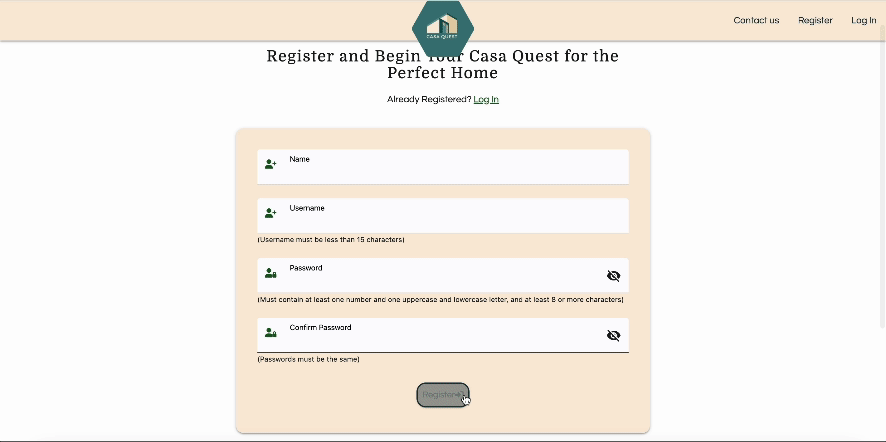 CASA QUEST
Contact us
Register
Log In
Register and Begin Your Casa Quest for the
Perfect Home
Already Registered? Log In
Name
Username
(Username must be less than 15 characters)
Password
(Must contain at least one number and one uppercase and lowercase letter, and at least 8 or more characters)
Confirm Password
(Passwords must be the same)
Register